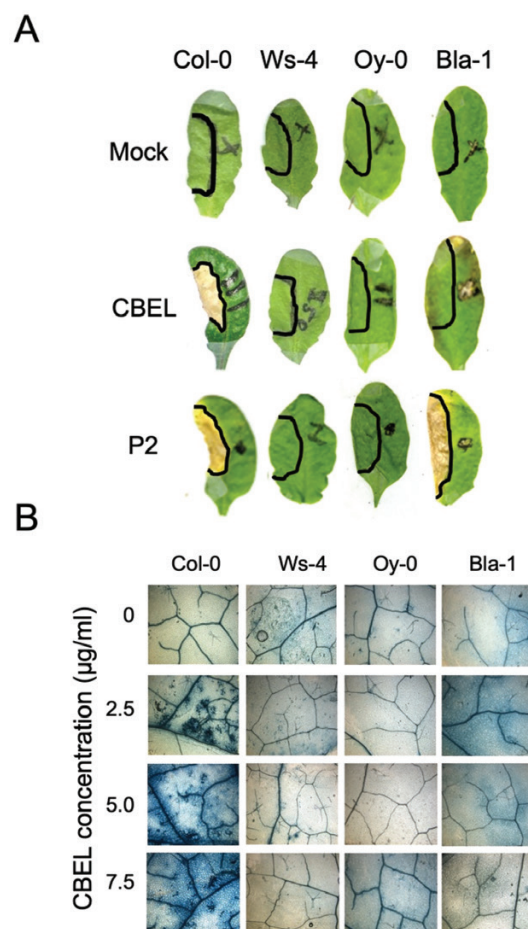 A
Col-0 Ws-4 Oy-0 Bla-1
Mock
CBEL
P2
B
Col-0 Ws-4 Oy-0 Bla-1
CBEL concentration (µg/ml)
0
2.5
5.0
7.5